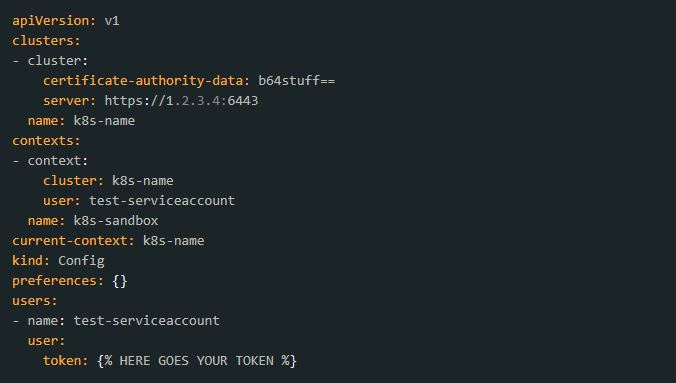 apiVersion: v1
clusters:
- cluster:
    certificate-authority-data: b64stuff==
    server: https://1.2.3.4:6443
  name: k8s-name
contexts:
- context:
    cluster: k8s-name
    user: test-serviceaccount
  name: k8s-sandbox
current-context: k8s-name
kind: Config
preferences: {}
users:
- name: test-serviceaccount
  user:
    token: {% HERE GOES YOUR TOKEN %}